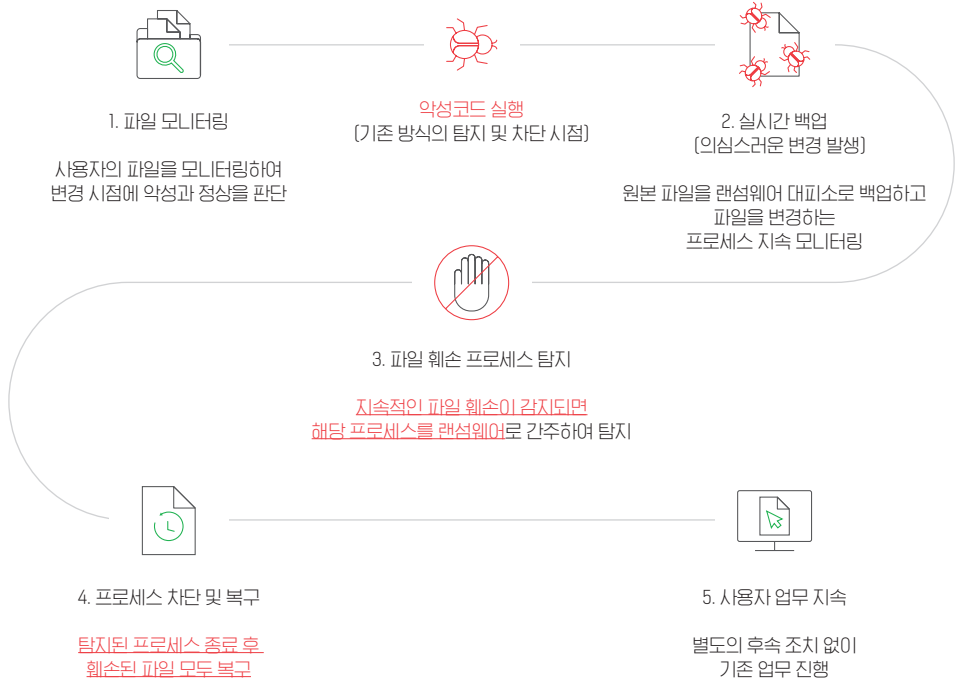 1. 파일 모니터링
사용자의 파일을 모니터링하여
변경 시점에 악성과 정상을 판단
악성코드 실행
(기존 방식의 탐지 및 차단 시점)
2. 실시간 백업
(의심스러운 변경 발생)
원본 파일을 랜섬웨어 대피소로 백업하고
파일을 변경하는
프로세스 지속 모니터링
3. 파일 훼손 프로세스 탐지
지속적인 파일 훼손이 감지되면
해당 프로세스를 랜섬웨어로 간주하여 탐지
4. 프로세스 차단 및 복구
탐지된 프로세스 종료 후
훼손된 파일 모두 복구
5. 사용자 업무 지속
별도의 후속 조치 없이
기존 업무 진행